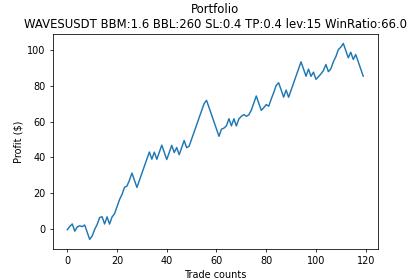 Portfolio
WAVESUSDT BBM:1.6 BBL:260 SL:0.4 TP:0.4 lev:15 WinRatio:66.0
Profit ($)
100
80
60
40
20
0
0 20 40 60 80 100 120
Trade counts